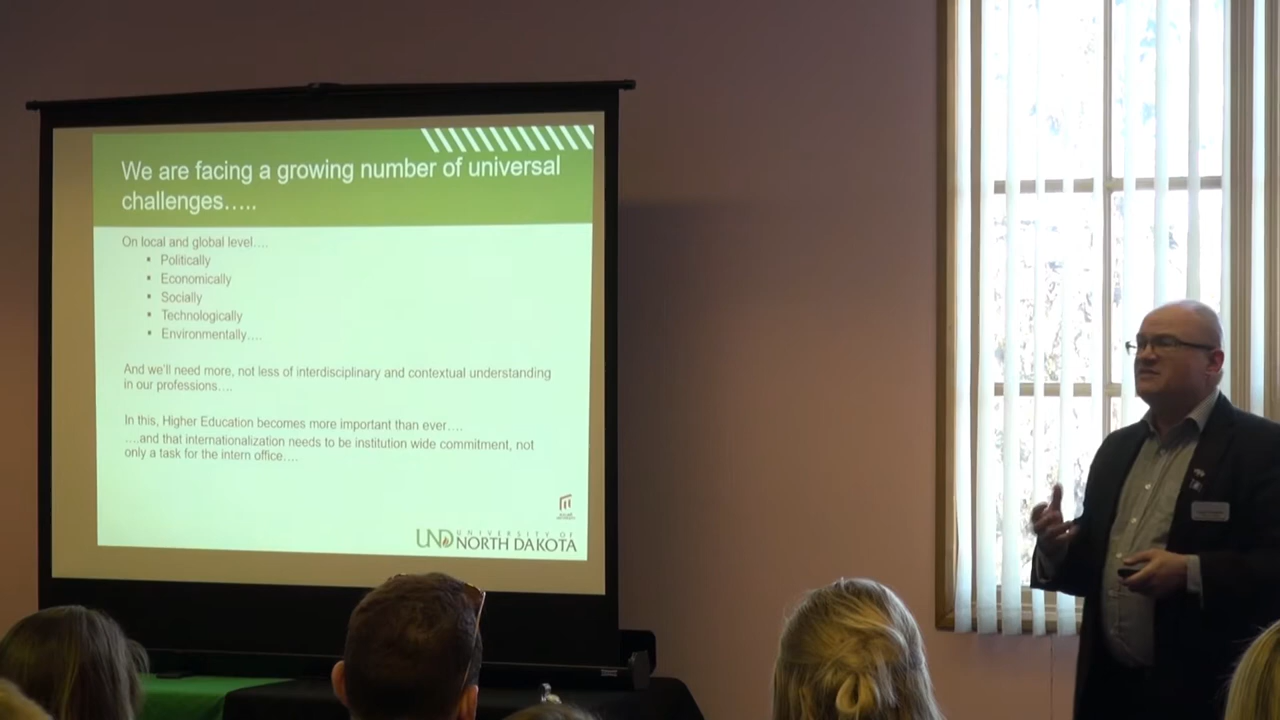 We are facing a growing number of universal
challenges…..
On local and global level….
▪ Politically
▪ Economically
▪ Socially
▪ Technologically
▪ Environmentally….
And we'll need more, not less of interdisciplinary and contextual understanding
in our professions….
In this, Higher Education becomes more important than ever….
….and that internationalization needs to be institution wide commitment, not
only a task for the intern office….
UND UNIVERSITY OF
NORTH DAKOTA